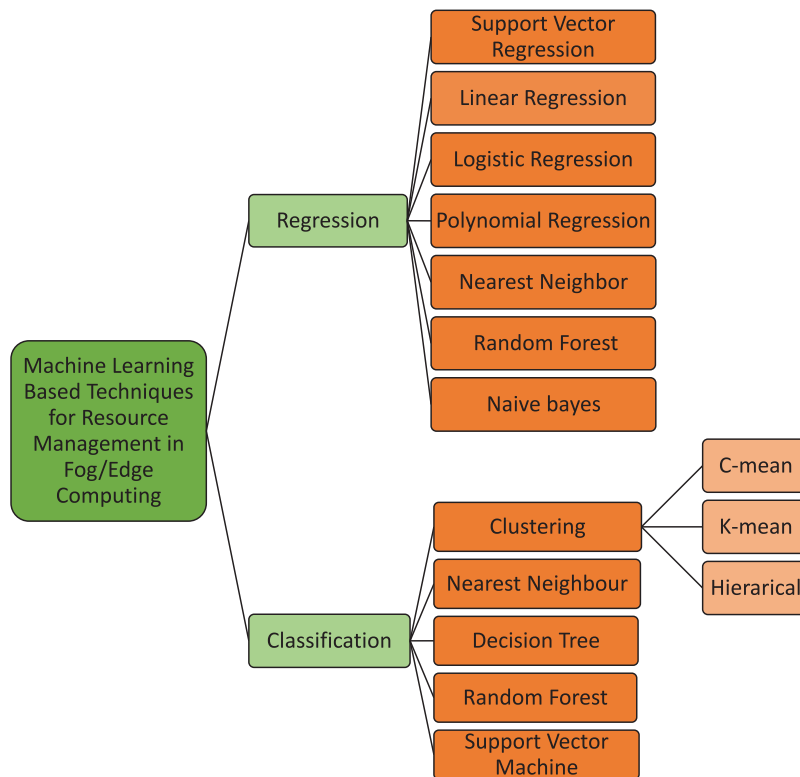 Support Vector
Regression
Linear Regression
Logistic Regression
Polynomial Regression
Nearest Neighbor
Random Forest
Naive bayes
Regression
Machine Learning
Based Techniques
for Resource
Management in
Fog/Edge
Computing
Classification
Clustering
Nearest Neighbour
Decision Tree
Random Forest
Support Vector
Machine
C-mean
K-mean
Hierarical